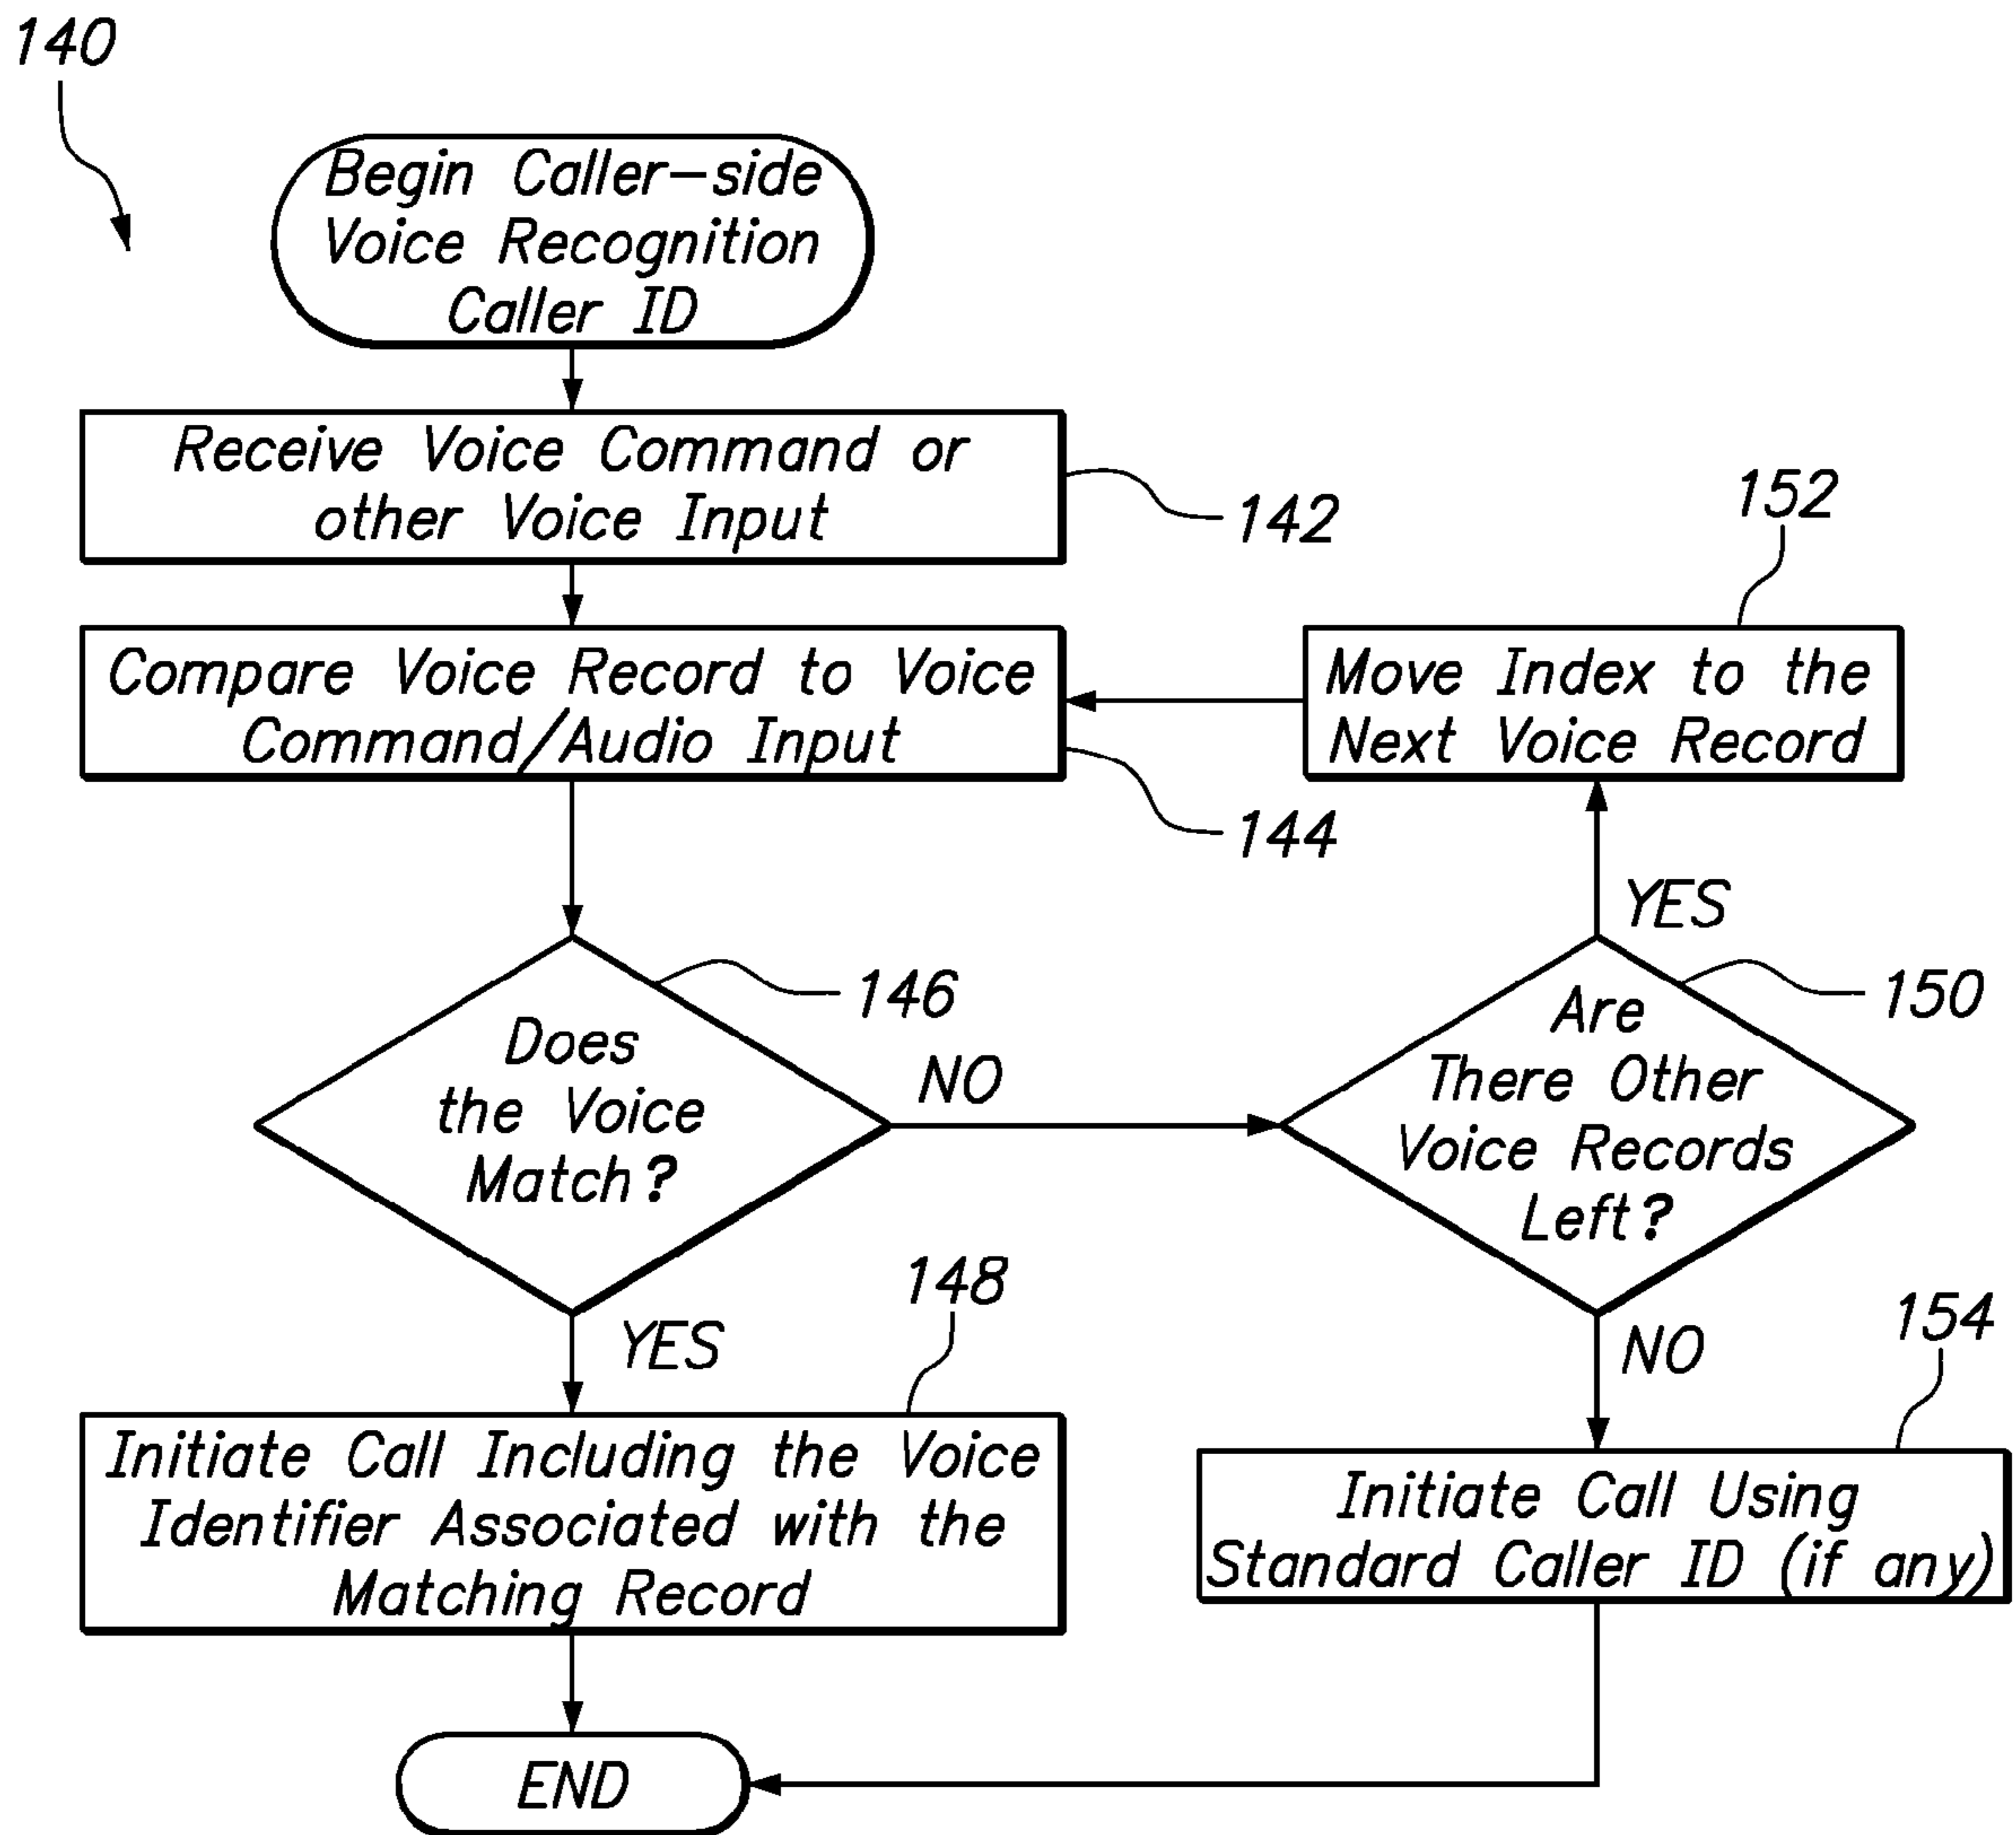 140
Begin Caller-side
Voice Recognition
Caller ID
Receive Voice Command or
other Voice Input
142
152
Compare Voice Record to Voice
Command/Audio Input
144
Move Index to the
Next Voice Record
YES
146
Does
the Voice
Match?
NO
150
Are
There Other
Voice Records
Left?
148
YES
154
NO
Initiate Call Including the Voice
Identifier Associated with the
Matching Record
Initiate Call Using
Standard Caller ID (if any)
END